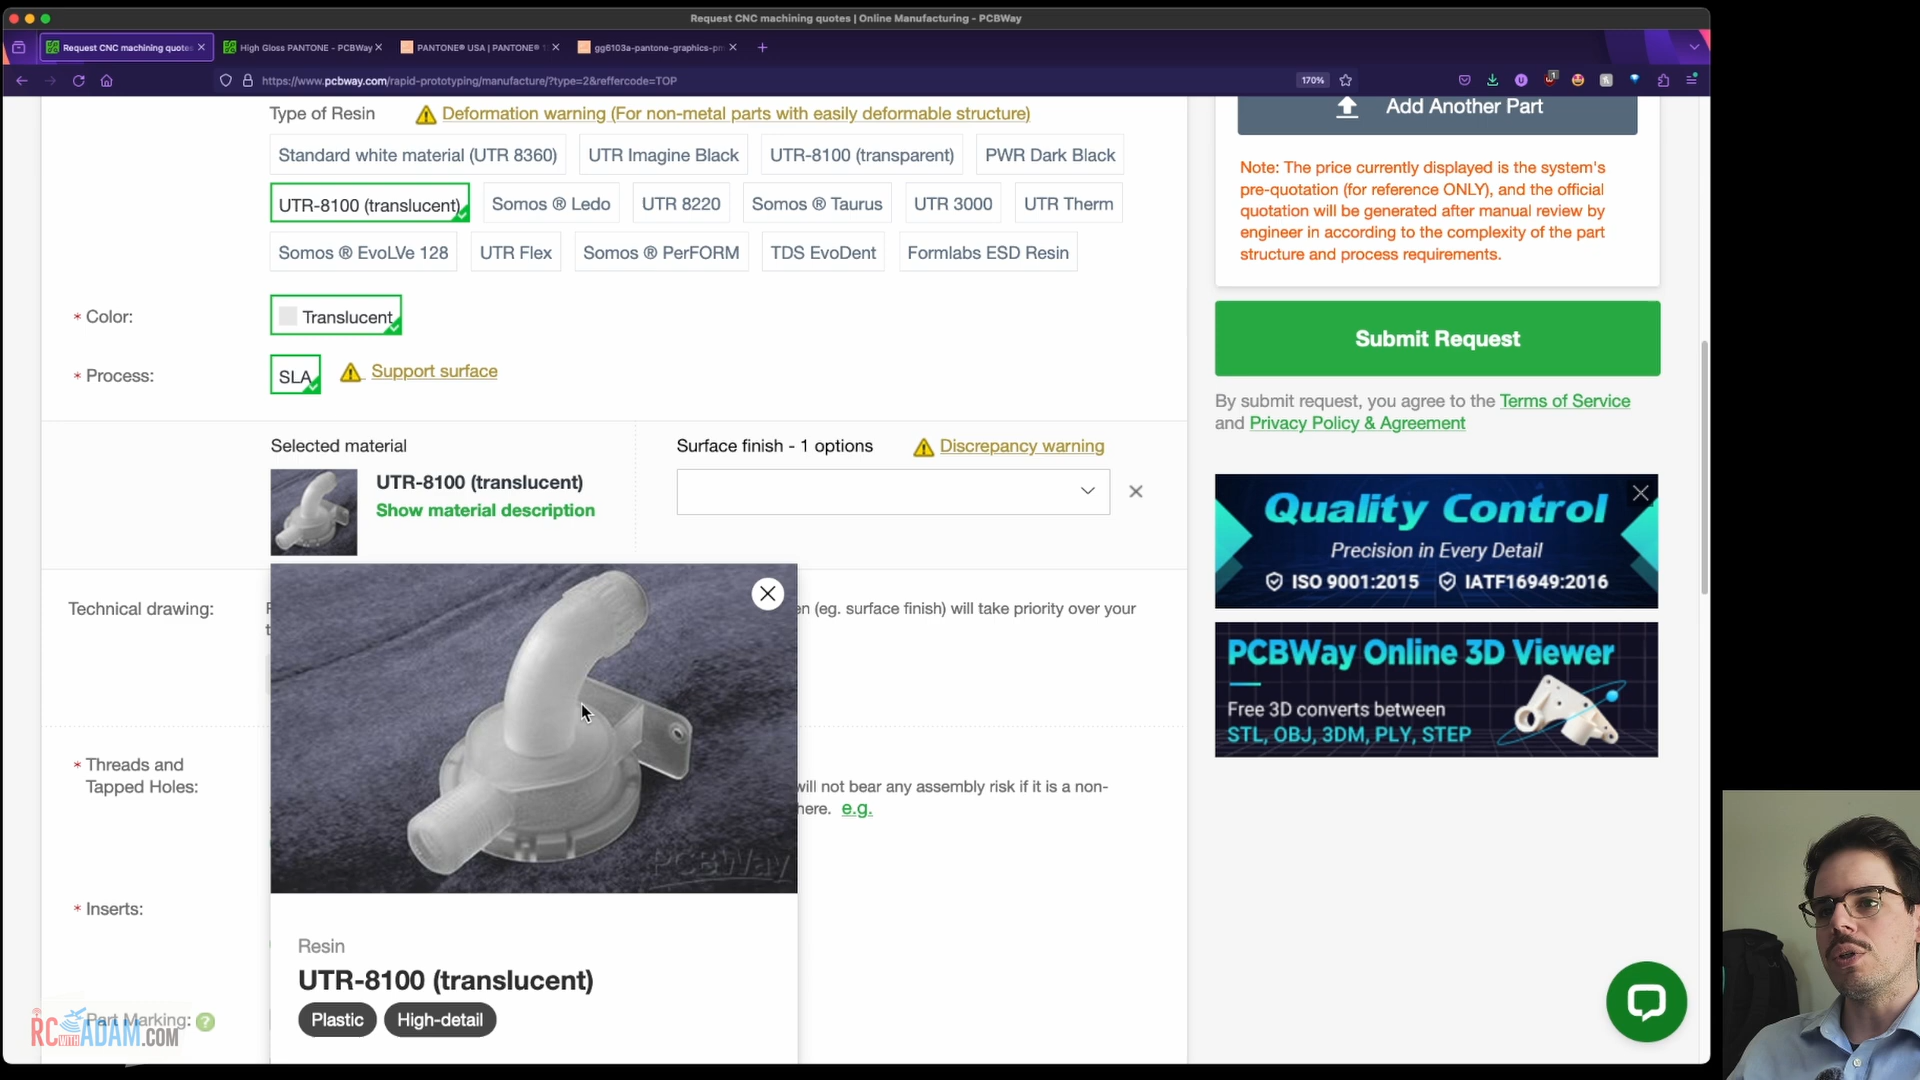 Request CNC machining quotes | Online Manufacturing - PCBWay
Request CNC machining quotes
High Gloss PANTONE - PCBWay
PANTONE® USA | PANTONE®
gg6103a-pantone-graphics-pm
https://www.pcbway.com/rapid-prototyping/manufacture/?type=2&reffercode=TOP
170%
1
Type of Resin
Deformation warning (For non-metal parts with easily deformable structure)
Standard white material (UTR 8360)
UTR Imagine Black
UTR-8100 (transparent)
PWR Dark Black
UTR-8100 (translucent)
Somos ® Ledo
UTR 8220
Somos ® Taurus
UTR 3000
UTR Therm
Somos ® EvoLVe 128
UTR Flex
Somos ® PerFORM
TDS EvoDent
Formlabs ESD Resin
* Color:
Translucent
* Process:
SLA
Support surface
Selected material
UTR-8100 (translucent)
Show material description
Surface finish - 1 options
Discrepancy warning
Technical drawing:
en (eg. surface finish) will take priority over your
* Threads and
Tapped Holes:
will not bear any assembly risk if it is a non-
here. e.g.
* Inserts:
Part Marking: ?
PCBWay
Resin
UTR-8100 (translucent)
Plastic
High-detail
Add Another Part
Note: The price currently displayed is the system's
pre-quotation (for reference ONLY), and the official
quotation will be generated after manual review by
engineer in according to the complexity of the part
structure and process requirements.
Submit Request
By submit request, you agree to the Terms of Service
and Privacy Policy & Agreement
Quality Control
Precision in Every Detail
ISO 9001:2015
IATF16949:2016
PCBWay Online 3D Viewer
Free 3D converts between
STL, OBJ, 3DM, PLY, STEP
RC WITH ADAM.COM